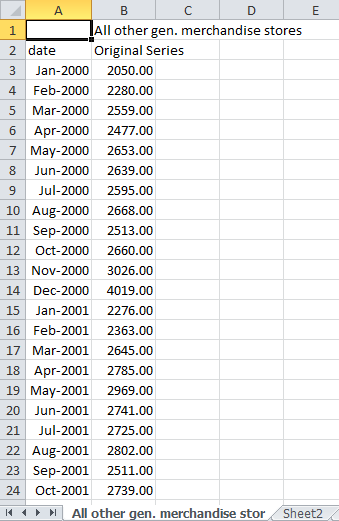 A B C D E
1 All other gen. merchandise stores
2 date Original Series
3 Jan-2000 2050.00
4 Feb-2000 2280.00
5 Mar-2000 2559.00
6 Apr-2000 2477.00
7 May-2000 2653.00
8 Jun-2000 2639.00
9 Jul-2000 2595.00
10 Aug-2000 2668.00
11 Sep-2000 2513.00
12 Oct-2000 2660.00
13 Nov-2000 3026.00
14 Dec-2000 4019.00
15 Jan-2001 2276.00
16 Feb-2001 2363.00
17 Mar-2001 2645.00
18 Apr-2001 2785.00
19 May-2001 2969.00
20 Jun-2001 2741.00
21 Jul-2001 2725.00
22 Aug-2001 2802.00
23 Sep-2001 2511.00
24 Oct-2001 2739.00
All other gen. merchandise stor Sheet2